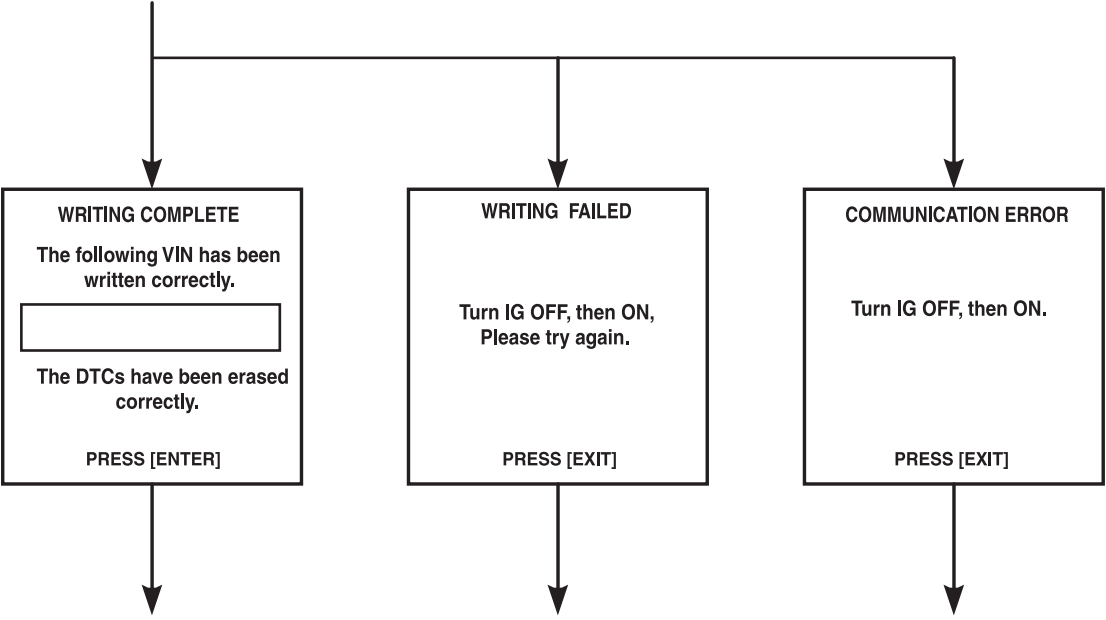 WRITING COMPLETE
The following VIN has been
written correctly.
The DTCs have been erased
correctly.
PRESS [ENTER]
WRITING FAILED
Turn IG OFF, then ON,
Please try again.
PRESS [EXIT]
COMMUNICATION ERROR
Turn IG OFF, then ON.
PRESS [EXIT]